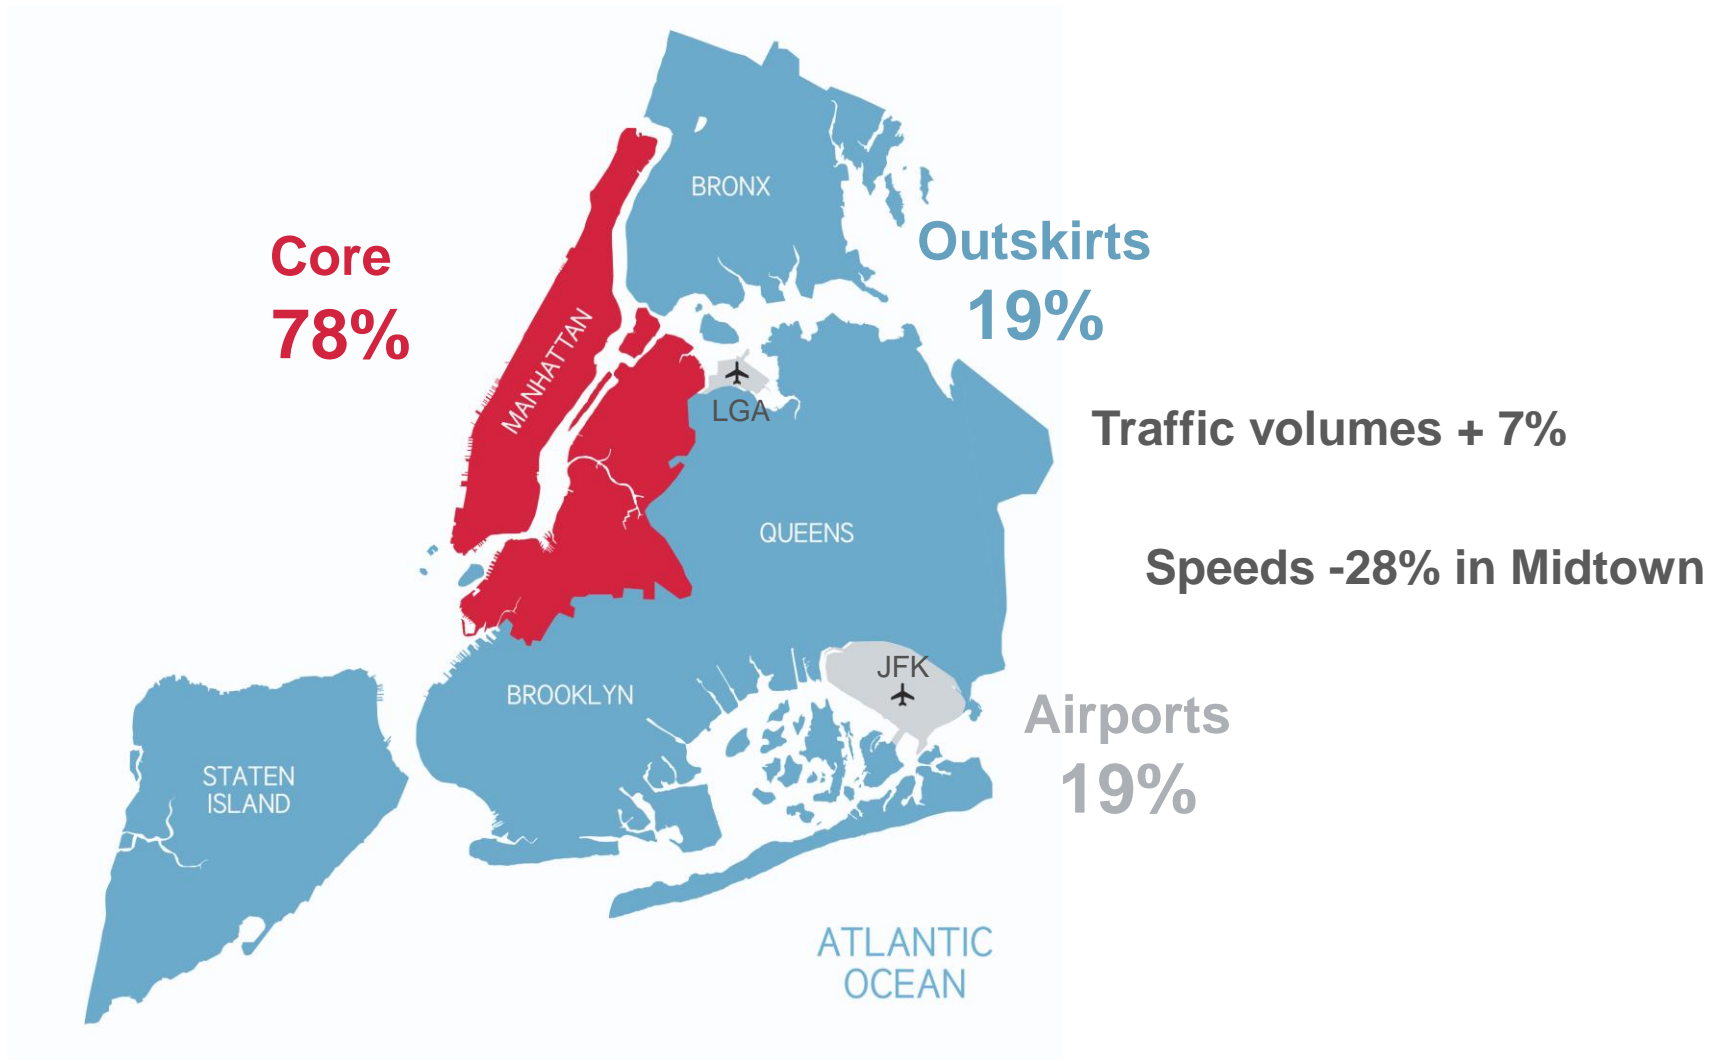 BRONX
Core
78%
Outskirts
19%
MANHATTAN
LGA
Traffic volumes + 7%
QUEENS
Speeds -28% in Midtown
JFK
BROOKLYN
Airports
19%
STATEN
ISLAND
ATLANTIC
OCEAN